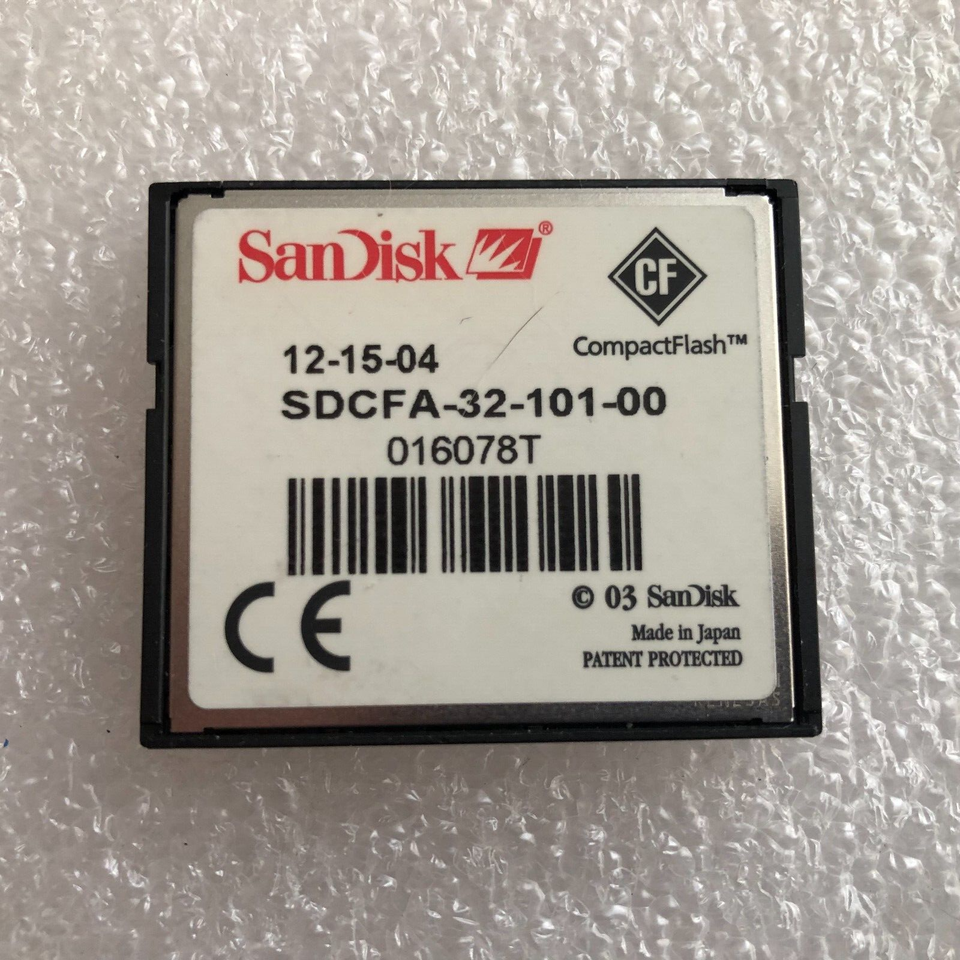 SanDisk®
CF
CompactFlash™
12-15-04
SDCFA-32-101-00
016078T
CE
© 03 SanDisk
Made in Japan
PATENT PROTECTED